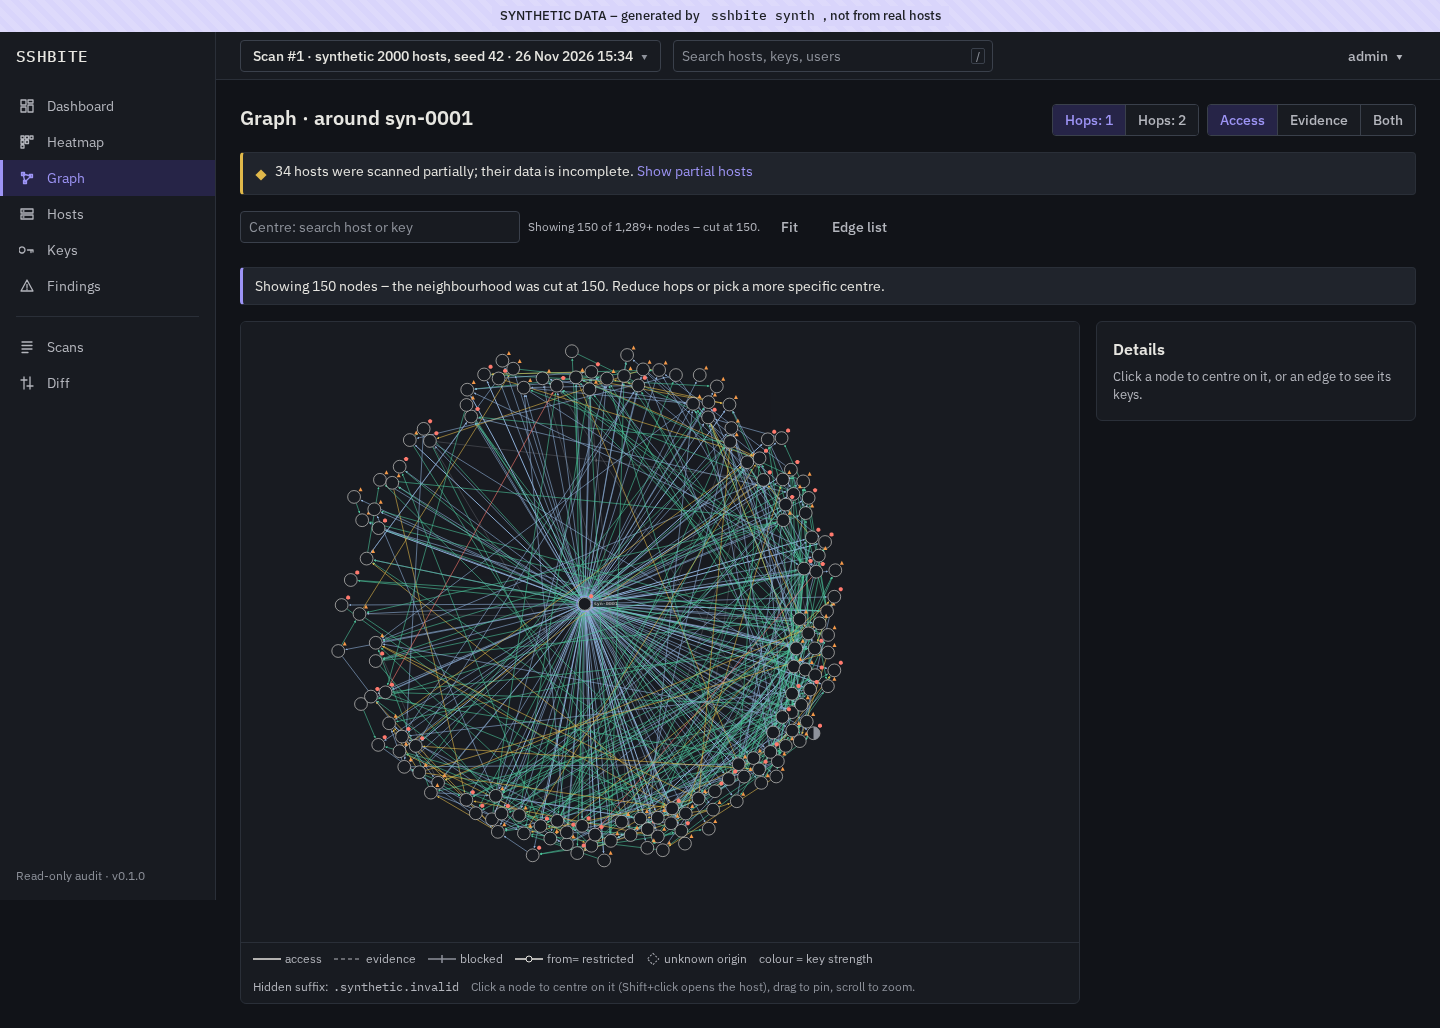 SYNTHETIC DATA – generated by sshbite synth , not from real hosts
SSHBITE
Scan #1 · synthetic 2000 hosts, seed 42 · 26 Nov 2026 15:34 ▾
Search hosts, keys, users
/
admin ▾
Dashboard
Heatmap
Graph
Hosts
Keys
Findings
Scans
Diff
Read-only audit · v0.1.0
Graph · around syn-0001
Hops: 1
Hops: 2
Access
Evidence
Both
34 hosts were scanned partially; their data is incomplete. Show partial hosts
Centre: search host or key
Showing 150 of 1,289+ nodes – cut at 150.
Fit
Edge list
Showing 150 nodes – the neighbourhood was cut at 150. Reduce hops or pick a more specific centre.
syn-0001
Details
Click a node to centre on it, or an edge to see its
keys.
access
evidence
blocked
from= restricted
unknown origin
colour = key strength
Hidden suffix: .synthetic.invalid
Click a node to centre on it (Shift+click opens the host), drag to pin, scroll to zoom.